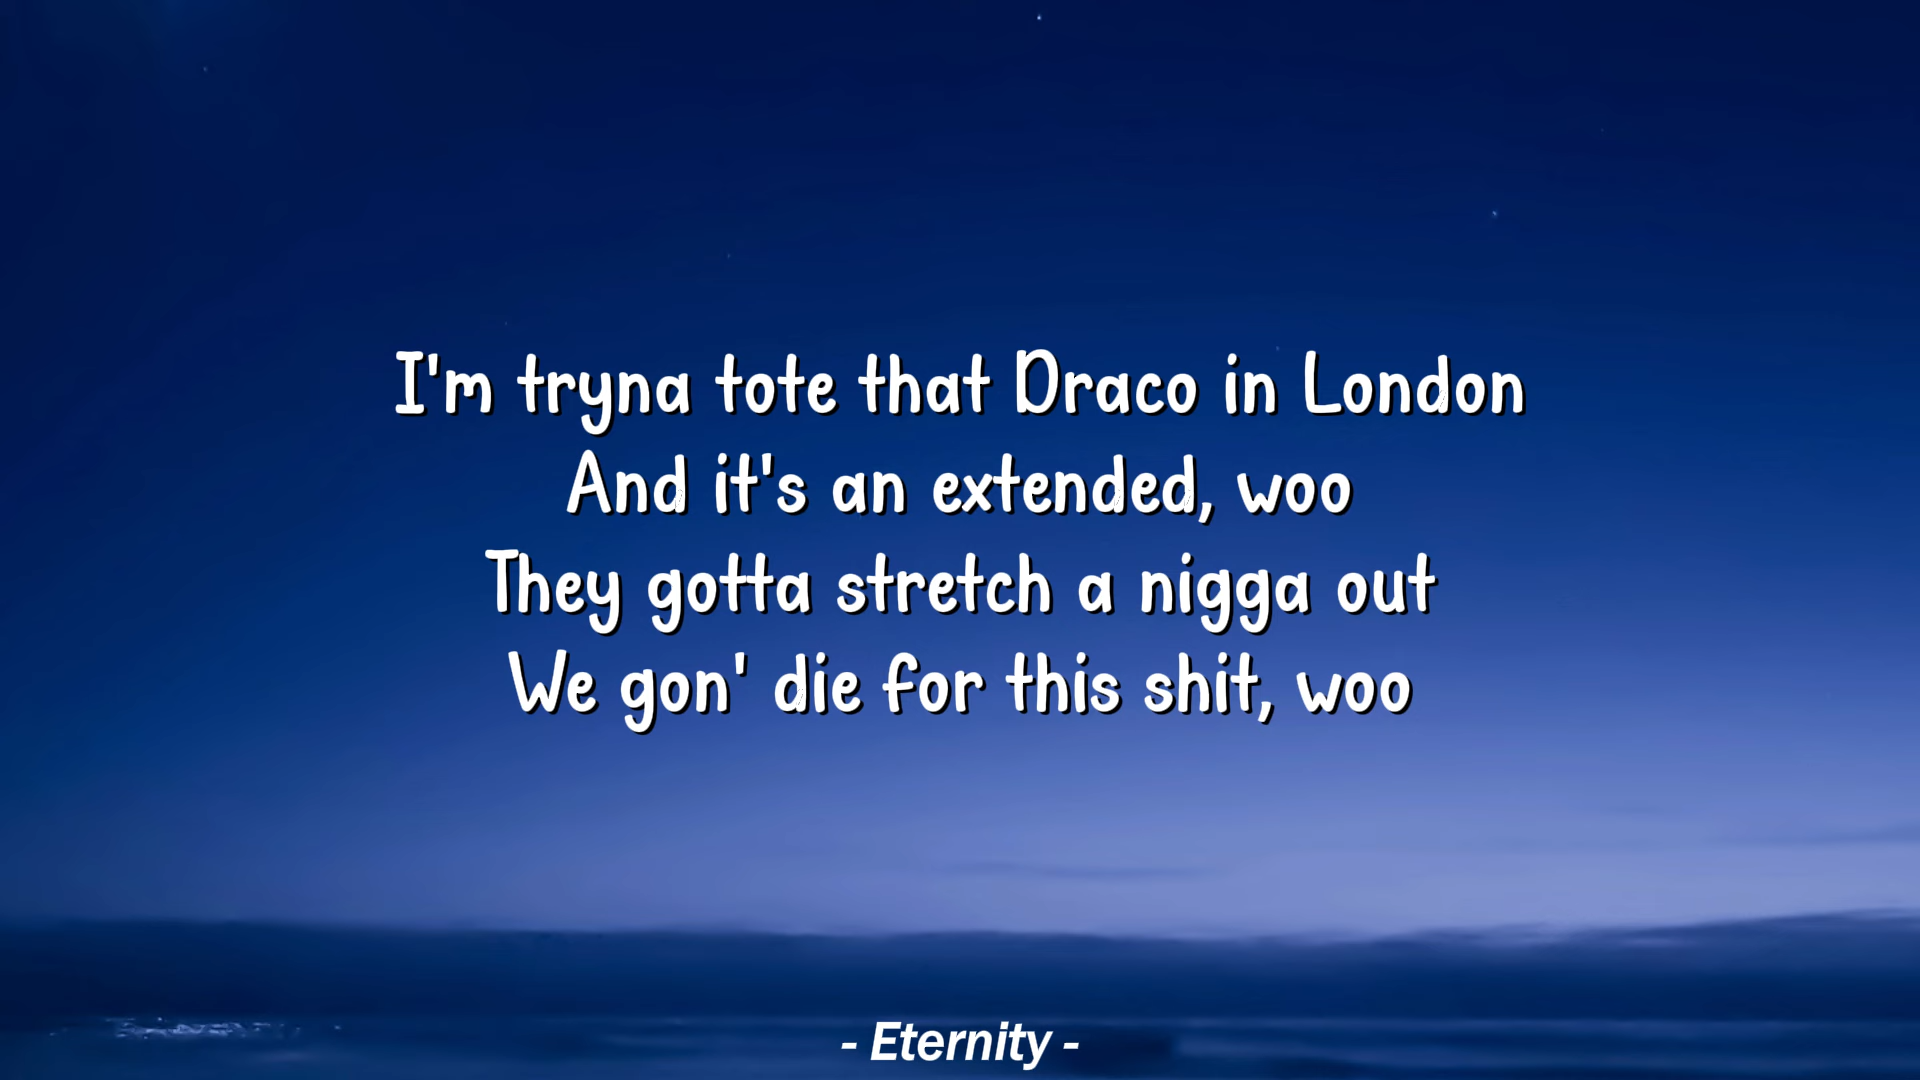 I'm tryna tote that Draco in London
And it's an extended, woo
They gotta stretch a nigga out
We gon' die for this shit, woo
- Eternity -